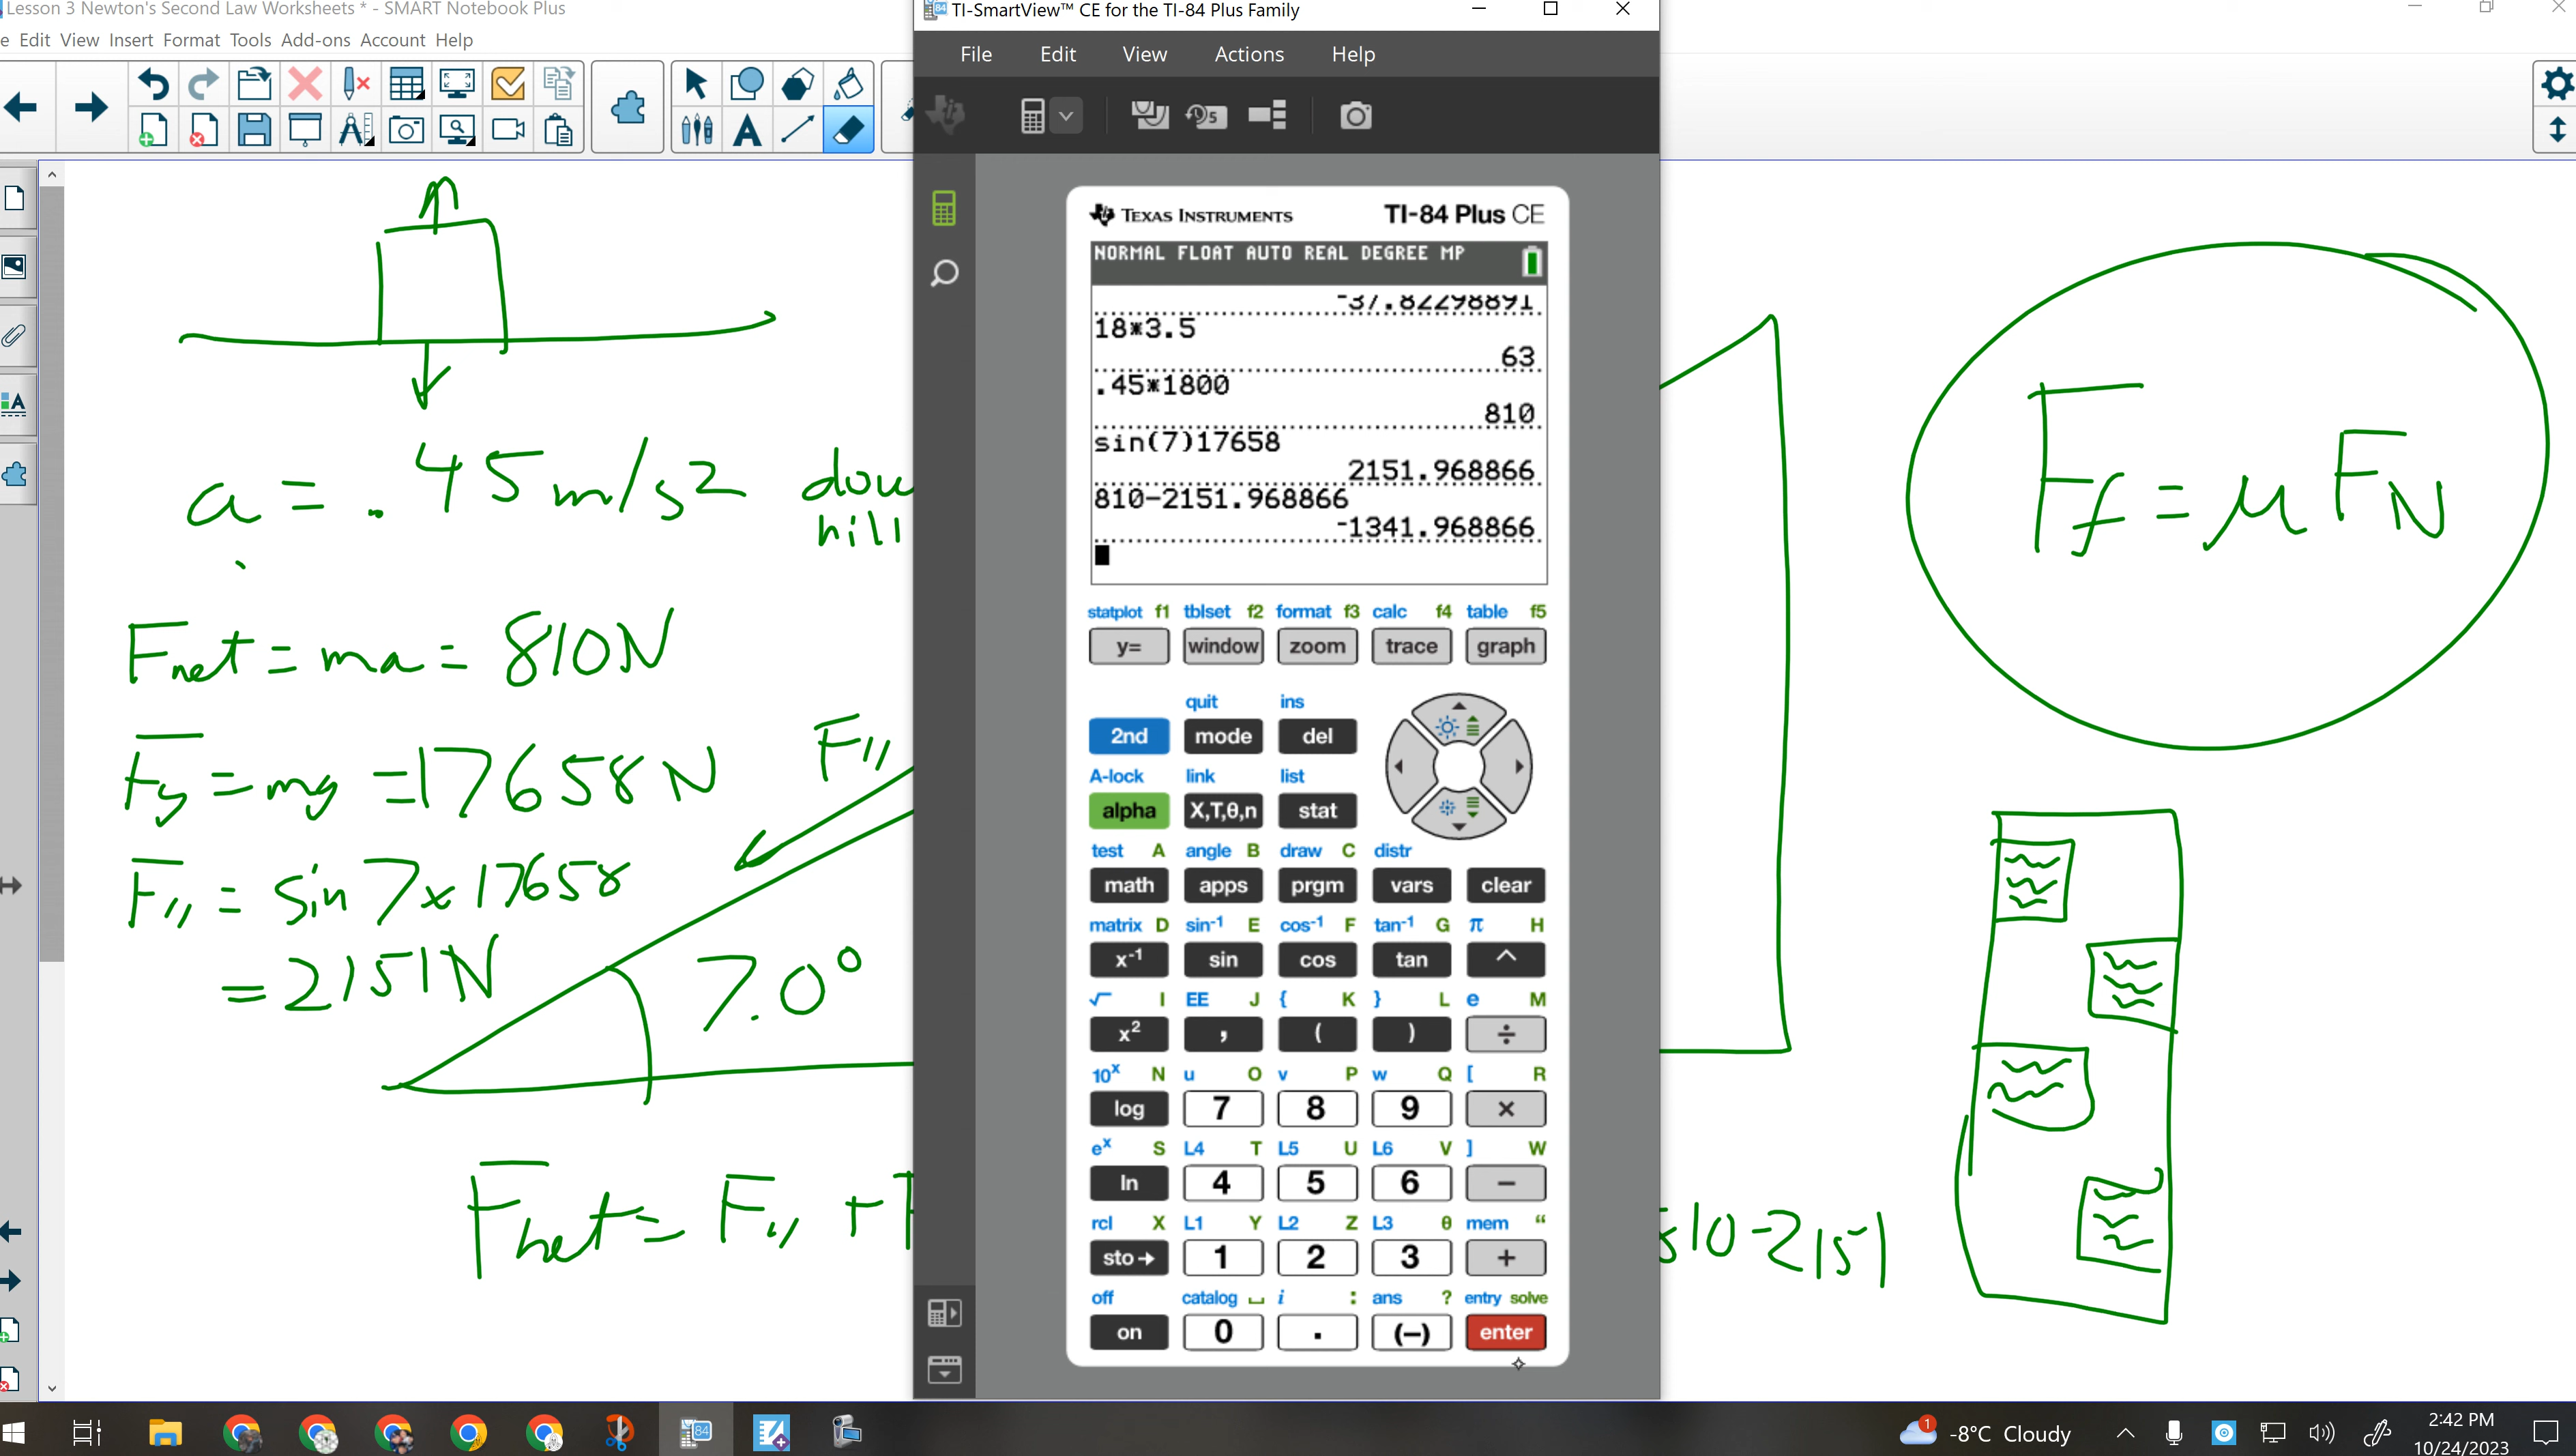 Lesson 3 Newton's Second Law Worksheets * - SMART Notebook Plus
e Edit View Insert Format Tools Add-ons Account Help
TI-SmartView™ CE for the TI-84 Plus Family
File Edit View Actions Help
TEXAS INSTRUMENTS TI-84 Plus CE
NORMAL FLOAT AUTO REAL DEGREE MP
-37.82298891
18*3.5
63
.45*1800
810
sin(7)17658
2151.968866
810-2151.968866
-1341.968866
statplot f1 tblset f2 format f3 calc f4 table f5
y= window zoom trace graph
quit ins
2nd mode del
A-lock link list
alpha X,T,θ,n stat
test A angle B draw C distr
math apps prgm vars clear
matrix D sin-1 E cos-1 F tan-1 G π H
x-1 sin cos tan ^
√ I EE J { K } L e M
x² , ( ) ÷
10x N u O v P w Q [ R
log 7 8 9 ×
ex S L4 T L5 U L6 V ] W
ln 4 5 6 −
rcl X L1 Y L2 Z L3 θ mem “
sto→ 1 2 3 +
off catalog i : ans ? entry solve
on 0 . (−) enter
a = .45 m/s² dow
hill
Fnet = ma = 810N
Fg = mg = 17658 N
F// = sin 7 x 17658
= 2151N
F//
7.0°
Fnet = F// +
810-2151
Ff = μ FN
1 -8°C Cloudy
2:42 PM
10/24/2023